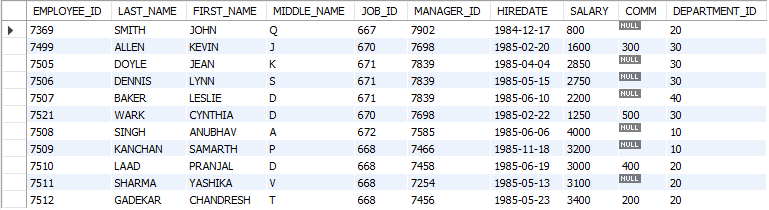 EMPLOYEE_ID LAST_NAME FIRST_NAME MIDDLE_NAME JOB_ID MANAGER_ID HIREDATE SALARY COMM DEPARTMENT_ID
7369 SMITH JOHN Q 667 7902 1984-12-17 800 NULL 20
7499 ALLEN KEVIN J 670 7698 1985-02-20 1600 300 30
7505 DOYLE JEAN K 671 7839 1985-04-04 2850 NULL 30
7506 DENNIS LYNN S 671 7839 1985-05-15 2750 NULL 30
7507 BAKER LESLIE D 671 7839 1985-06-10 2200 NULL 40
7521 WARK CYNTHIA D 670 7698 1985-02-22 1250 500 30
7508 SINGH ANUBHAV A 672 7585 1985-06-06 4000 NULL 10
7509 KANCHAN SAMARTH P 668 7466 1985-11-18 3200 NULL 10
7510 LAAD PRANJAL D 668 7458 1985-06-19 3000 400 20
7511 SHARMA YASHIKA V 668 7254 1985-05-13 3100 NULL 20
7512 GADEKAR CHANDRESH T 668 7456 1985-05-13 3400 200 20